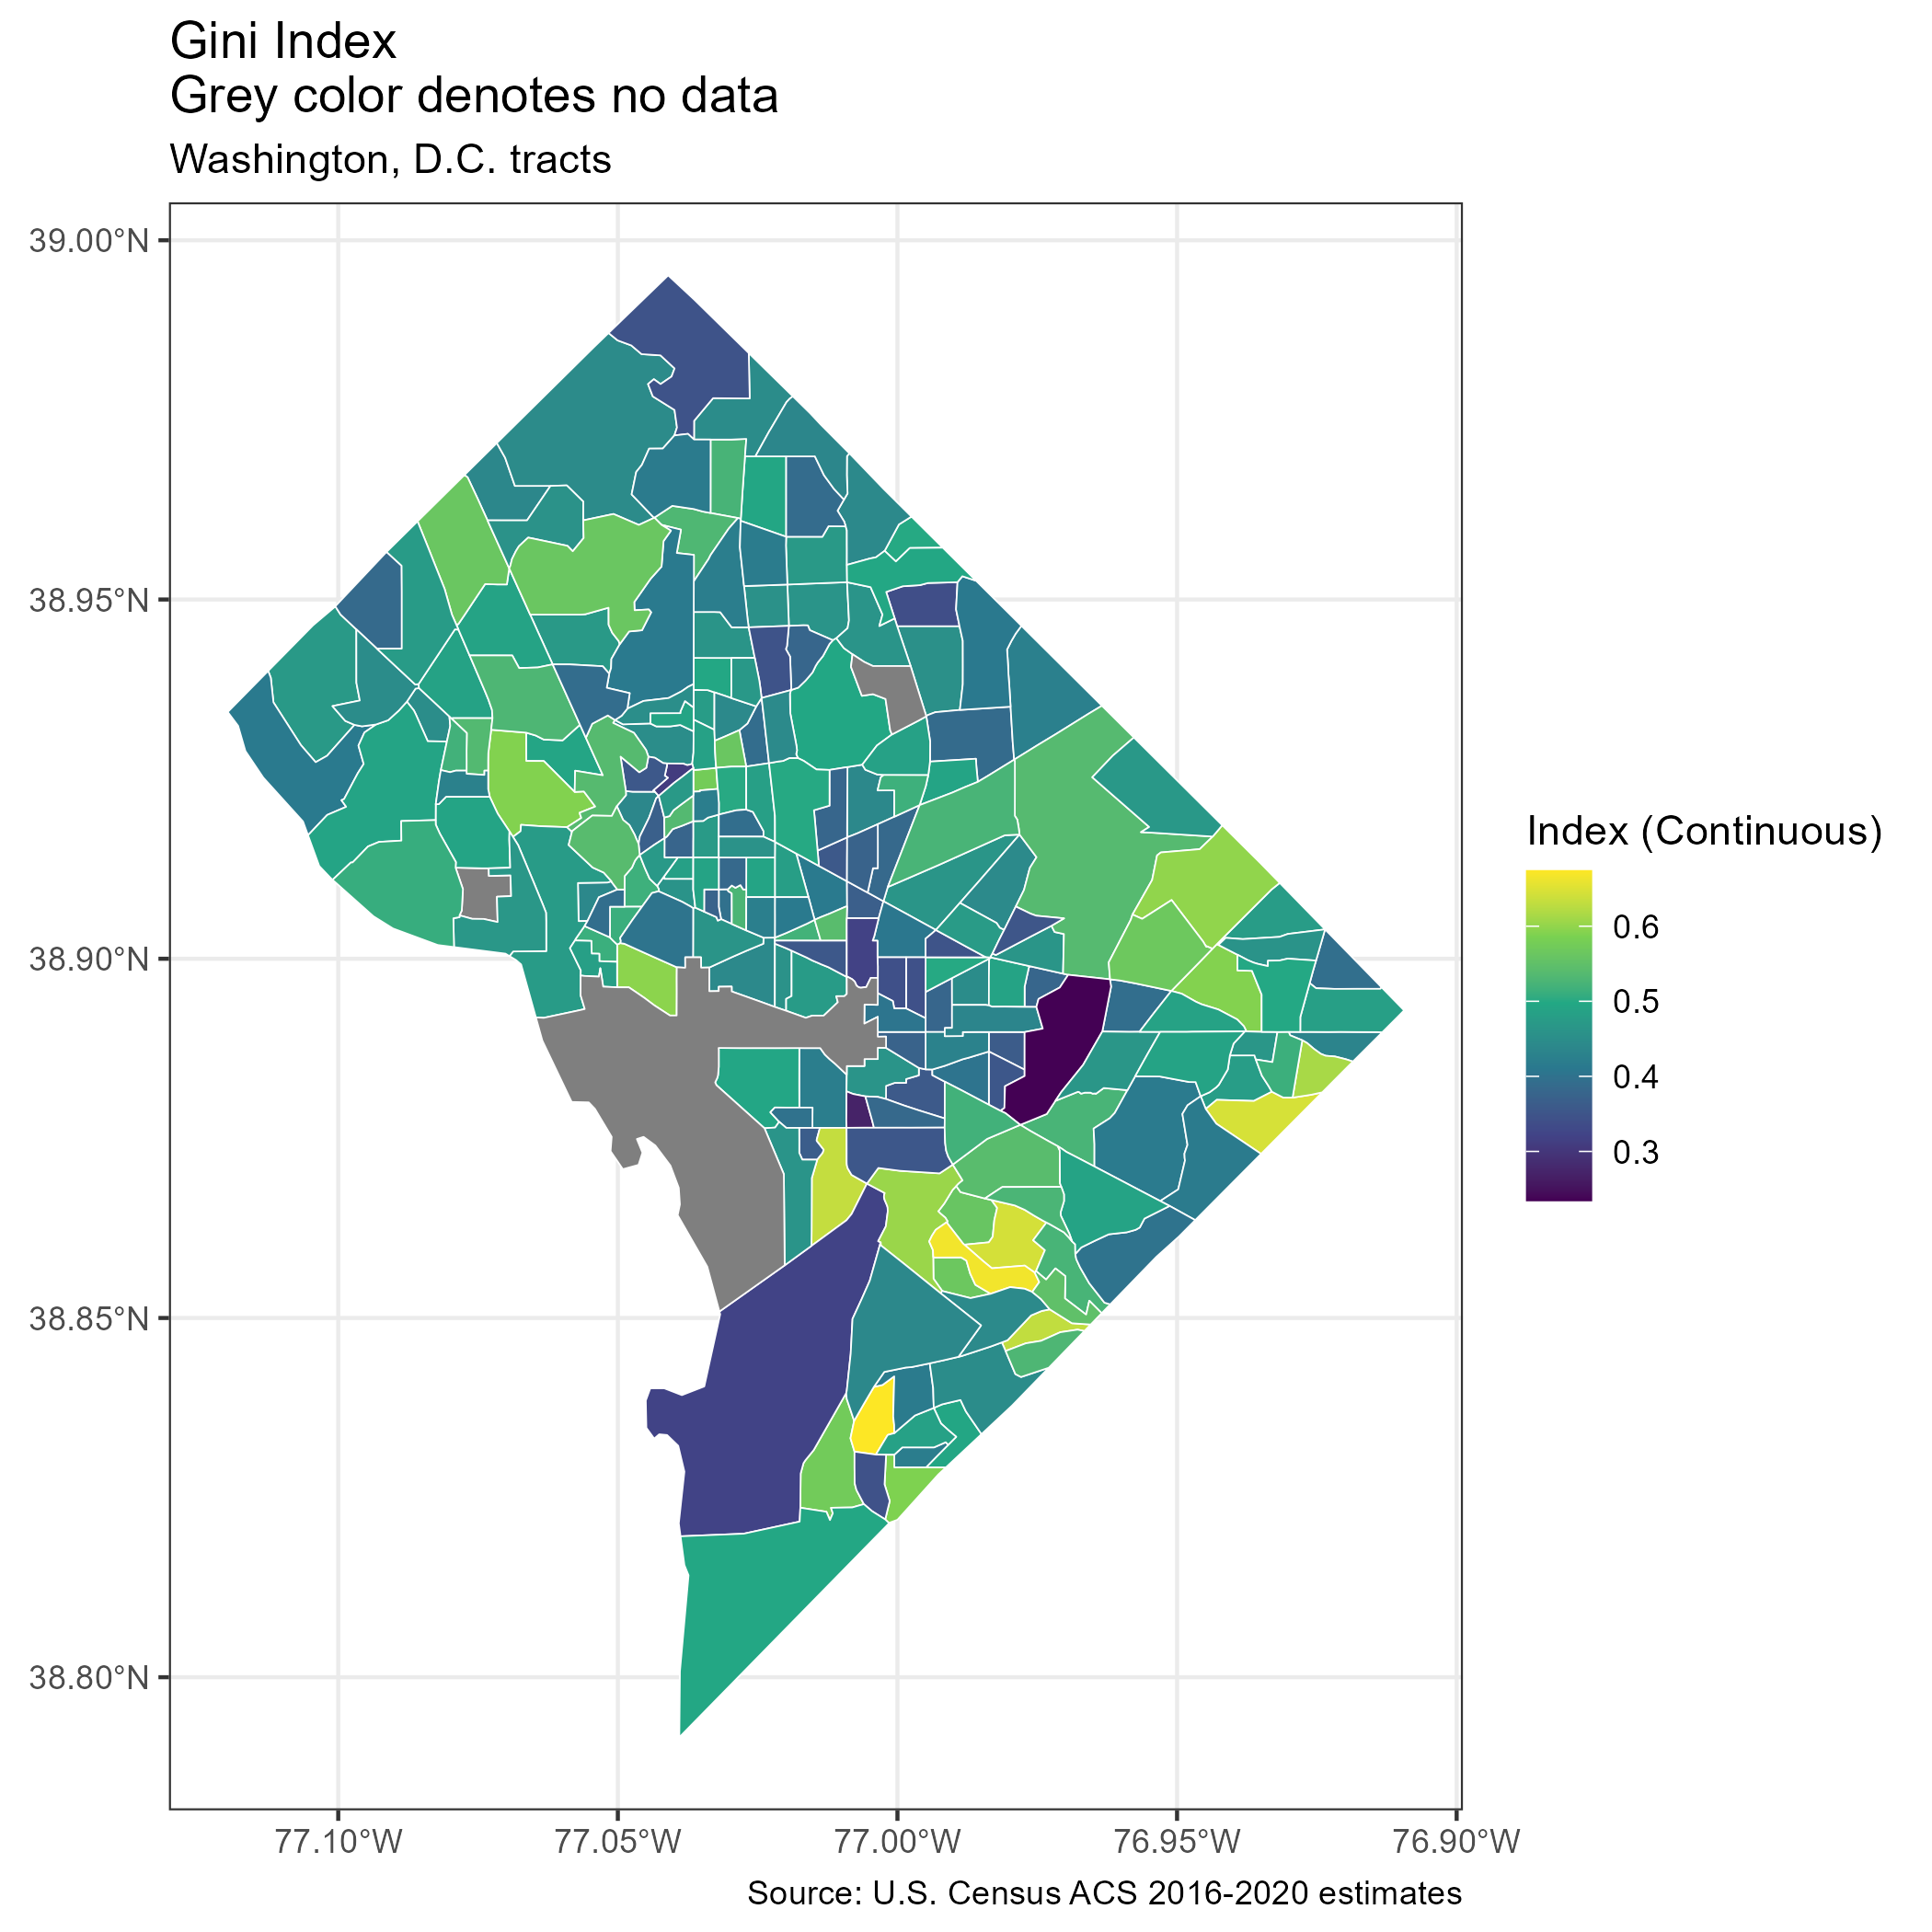 Gini Index
Grey color denotes no data
Washington, D.C. tracts
39.00°N
38.95°N
38.90°N
38.85°N
38.80°N
77.10°W
77.05°W
77.00°W
76.95°W
76.90°W
Index (Continuous)
0.6
0.5
0.4
0.3
Source: U.S. Census ACS 2016-2020 estimates